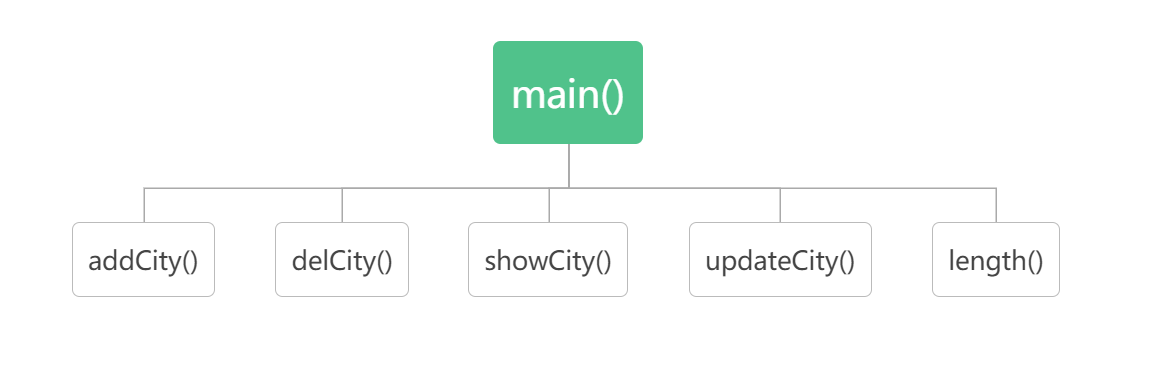 main()
addCity()
delCity()
showCity()
updateCity()
length()